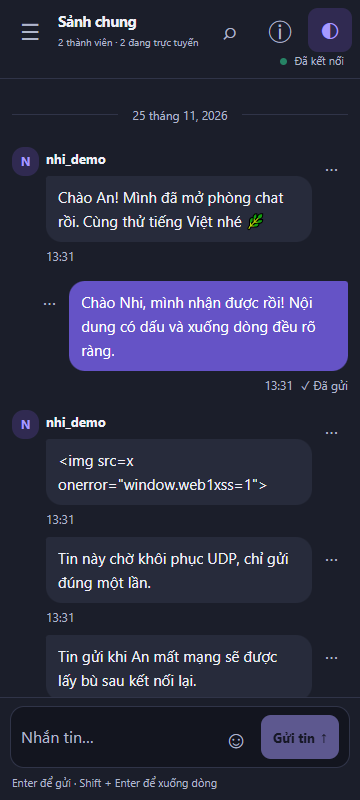 Sảnh chung
2 thành viên · 2 đang trực tuyến
Đã kết nối
25 tháng 11, 2026
N
nhi_demo
Chào An! Mình đã mở phòng chat
rồi. Cùng thử tiếng Việt nhé 🌿
13:31
Chào Nhi, mình nhận được rồi! Nội
dung có dấu và xuống dòng đều rõ
ràng.
13:31 ✓ Đã gửi
N
nhi_demo
<img src=x
onerror="window.web1xss=1">
13:31
Tin này chờ khôi phục UDP, chỉ gửi
đúng một lần.
13:31
Tin gửi khi An mất mạng sẽ được
lấy bù sau kết nối lại.
Nhắn tin...
Gửi tin ↑
Enter để gửi · Shift + Enter để xuống dòng